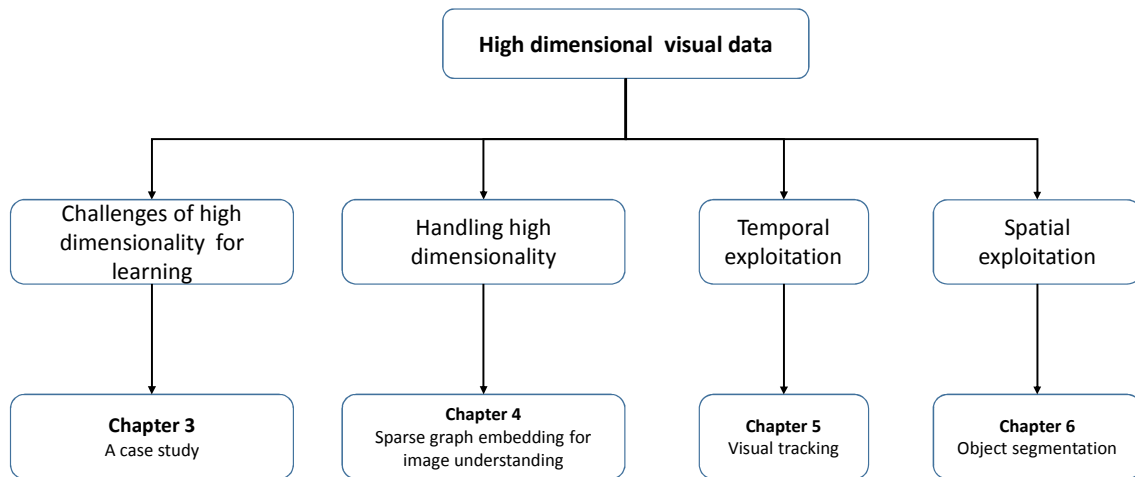 High dimensional visual data
Challenges of high
dimensionality for
learning
Handling high
dimensionality
Temporal
exploitation
Spatial
exploitation
Chapter 3
A case study
Chapter 4
Sparse graph embedding for
image understanding
Chapter 5
Visual tracking
Chapter 6
Object segmentation